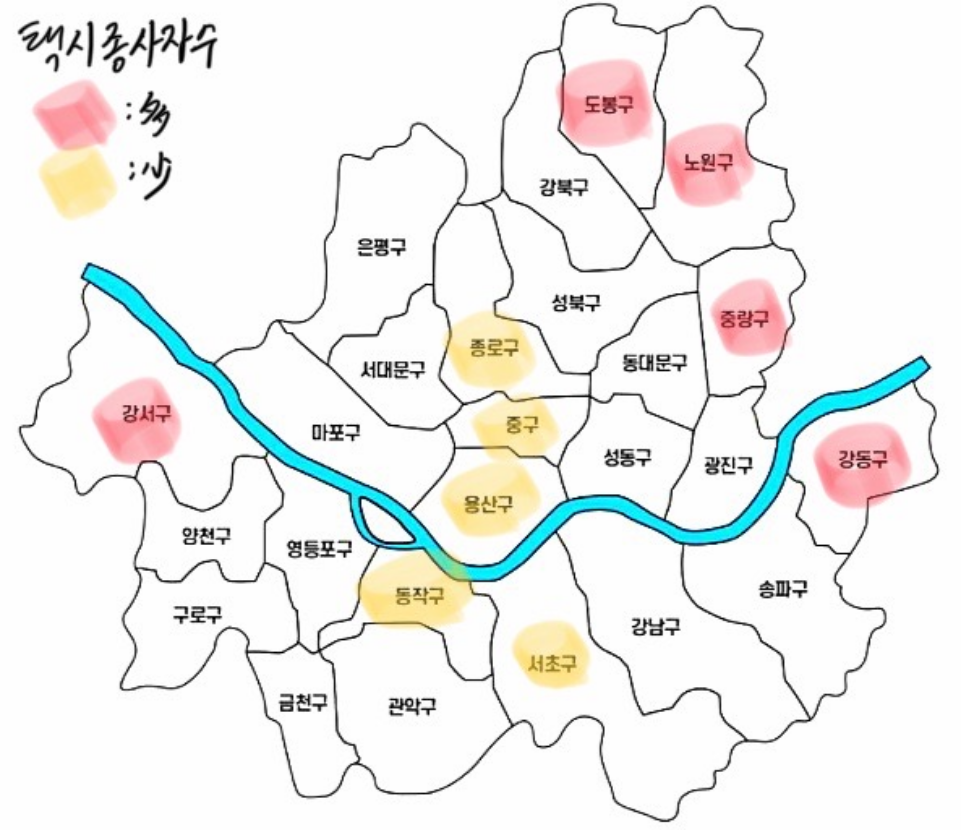 택시종사자수
: 多
: 少
도봉구
노원구
강북구
은평구
성북구
중랑구
종로구
서대문구
동대문구
강서구
마포구
중구
성동구
광진구
강동구
용산구
양천구
영등포구
동작구
송파구
구로구
강남구
서초구
금천구
관악구